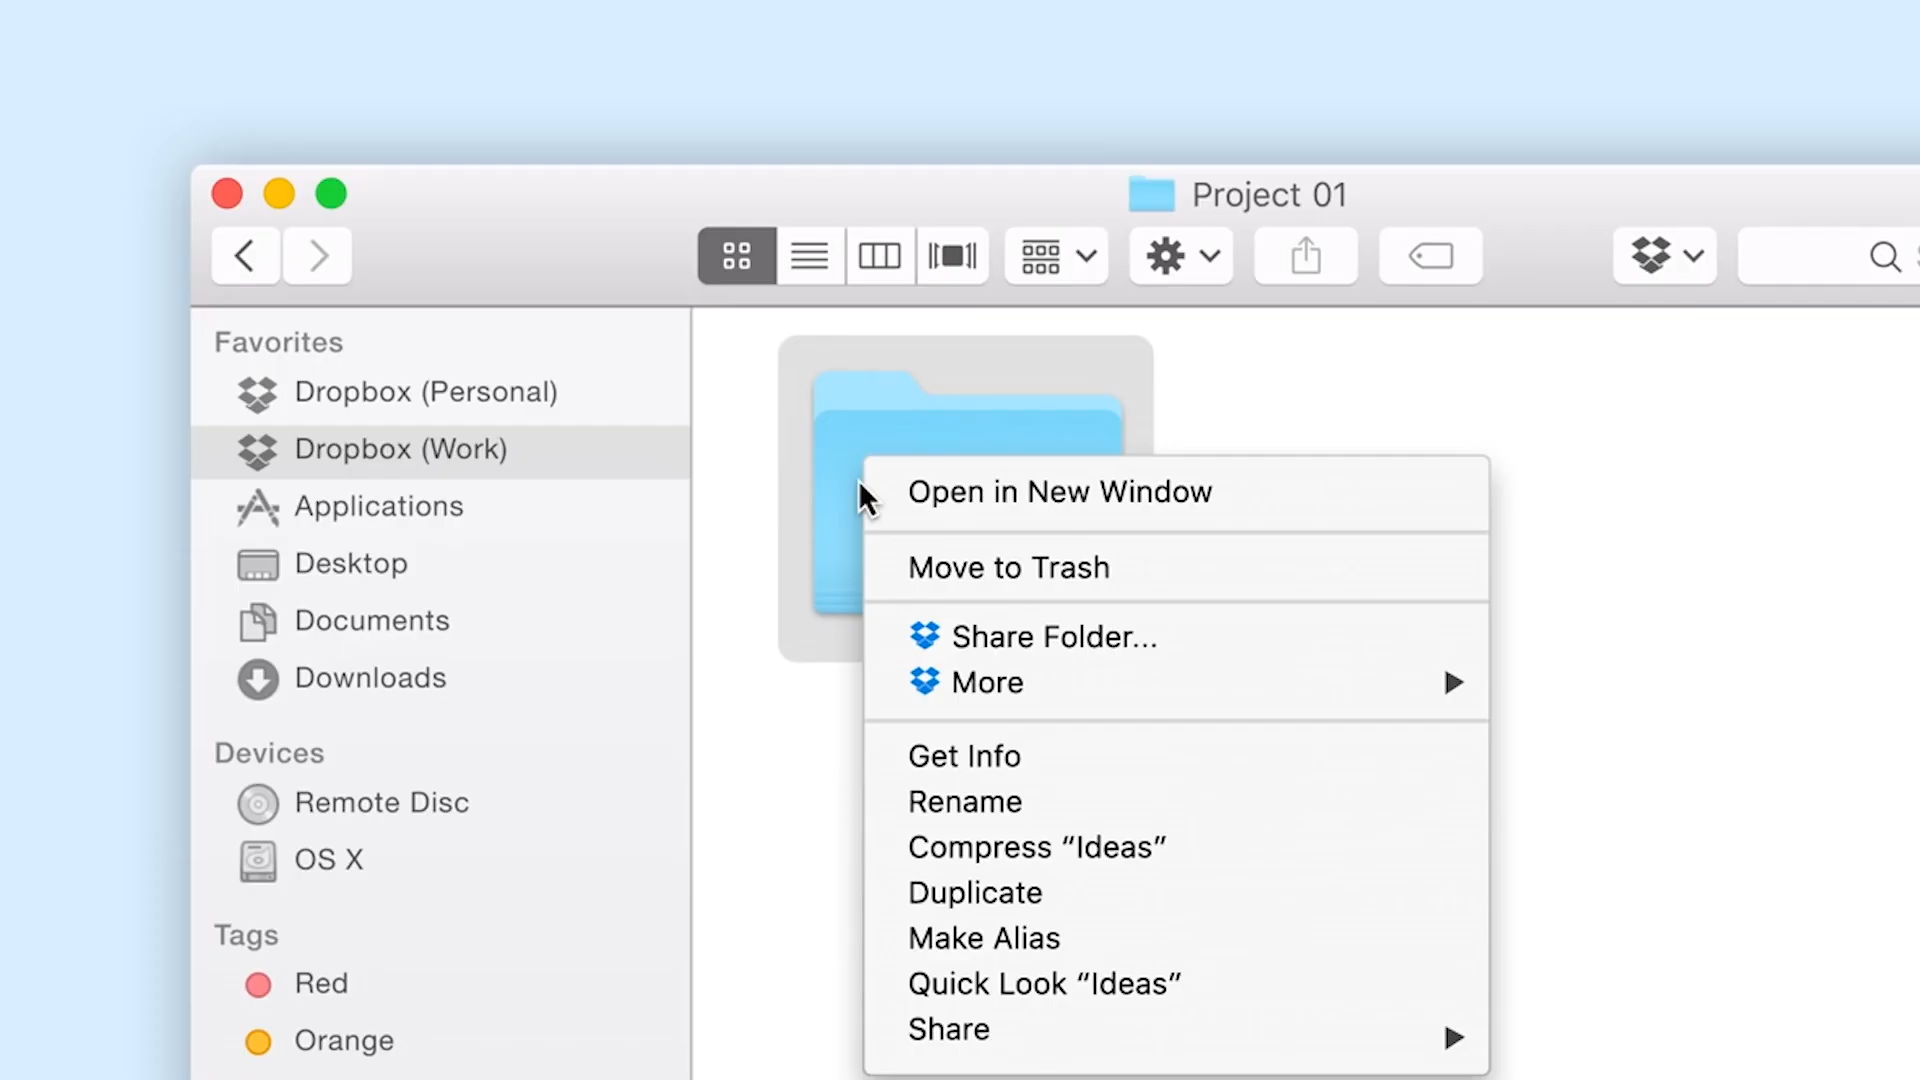 Project 01
Favorites
Dropbox (Personal)
Dropbox (Work)
Applications
Desktop
Documents
Downloads
Devices
Remote Disc
OS X
Tags
Red
Orange
Open in New Window
Move to Trash
Share Folder...
More
Get Info
Rename
Compress “Ideas”
Duplicate
Make Alias
Quick Look “Ideas”
Share